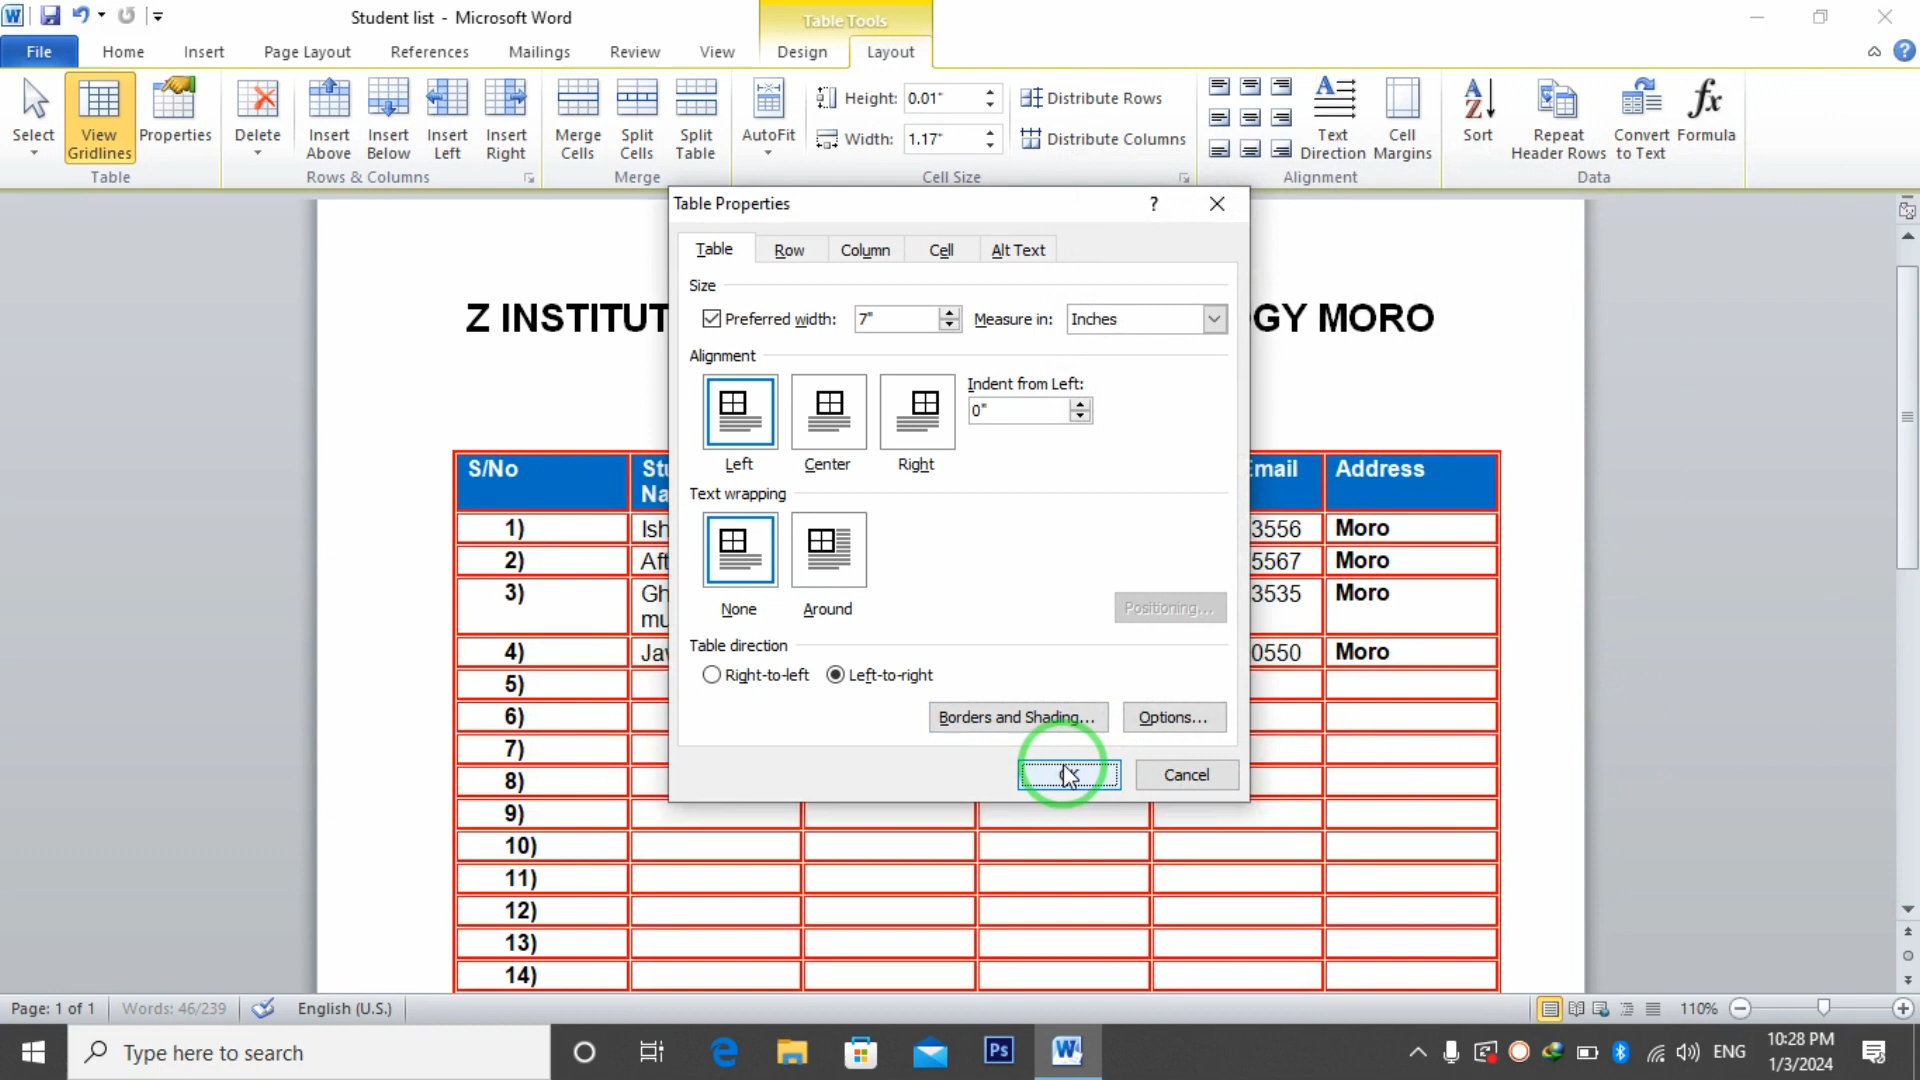 Student list - Microsoft Word
Table Tools
File Home Insert Page Layout References Mailings Review View Design Layout
Select
View Gridlines
Properties
Delete
Insert Above
Insert Below
Insert Left
Insert Right
Merge Cells
Split Cells
Split Table
AutoFit
Height: 0.01"
Width: 1.17"
Distribute Rows
Distribute Columns
Text Direction
Cell Margins
Sort
Repeat Header Rows
Convert to Text
Formula
Table Rows & Columns Merge Cell Size Alignment Data
Table Properties
Table Row Column Cell Alt Text
Size
Preferred width: 7" Measure in: Inches
Alignment
Indent from Left:
0"
Left Center Right
Text wrapping
None Around
Positioning...
Table direction
Right-to-left Left-to-right
Borders and Shading... Options...
Cancel
Z INSTITUT GY MORO
S/No Stu
Na
mail Address
1) Ish 3556 Moro
2) Aft 5567 Moro
3) Gh 3535 Moro
mu
4) Jav 0550 Moro
5)
6)
7)
8)
9)
10)
11)
12)
13)
14)
Page: 1 of 1 Words: 46/239 English (U.S.) 110%
Type here to search
Ps
W
ENG
10:28 PM
1/3/2024